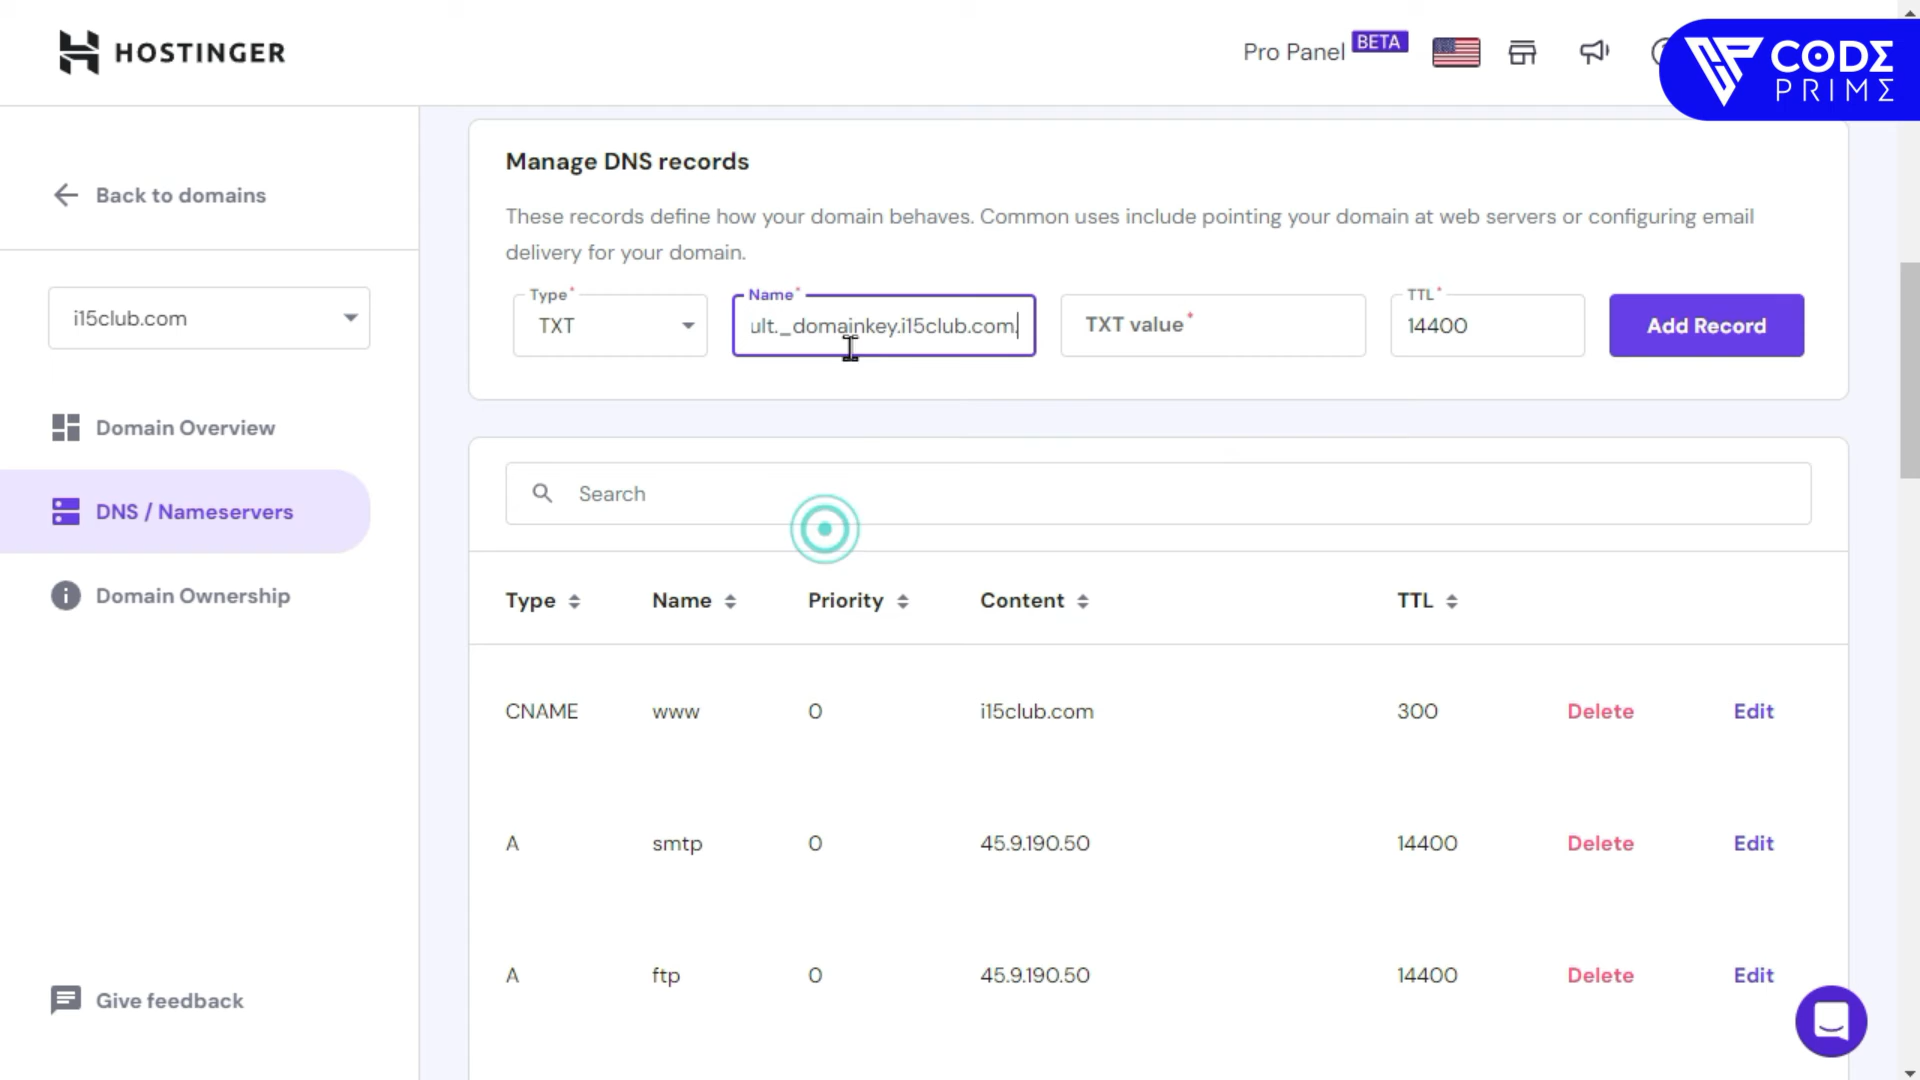 HOSTINGER
Pro Panel BETA
CODΣ
PRIMΣ
Back to domains
i15club.com
Domain Overview
DNS / Nameservers
Domain Ownership
Give feedback
Manage DNS records
These records define how your domain behaves. Common uses include pointing your domain at web servers or configuring email
delivery for your domain.
Type* Name* TTL*
TXT ult._domainkey.i15club.com. TXT value* 14400 Add Record
Search
Type Name Priority Content TTL
CNAME www 0 i15club.com 300 Delete Edit
A smtp 0 45.9.190.50 14400 Delete Edit
A ftp 0 45.9.190.50 14400 Delete Edit